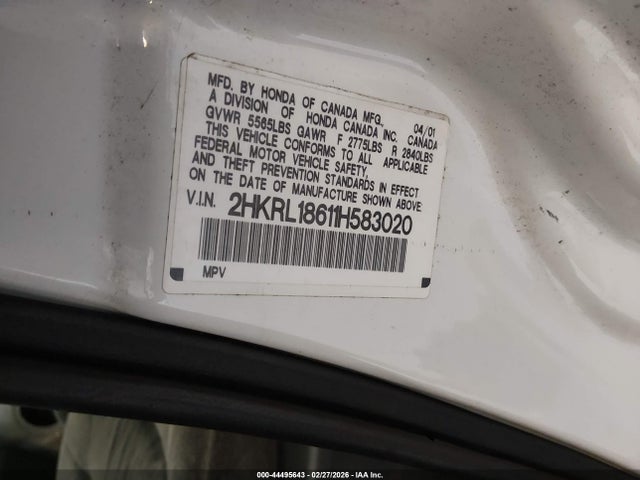 MFD. BY HONDA OF CANADA MFG. 04/01
A DIVISION OF HONDA CANADA INC. CANADA
GVWR 5565LBS GAWR F 2775LBS R 2840LBS
THIS VEHICLE CONFORMS TO ALL APPLICABLE
FEDERAL MOTOR VEHICLE SAFETY,
AND THEFT PREVENTION STANDARDS IN EFFECT
ON THE DATE OF MANUFACTURE SHOWN ABOVE:
V.I.N. 2HKRL18611H583020
MPV
000-44495643 | 02/27/2026 | IAA Inc.